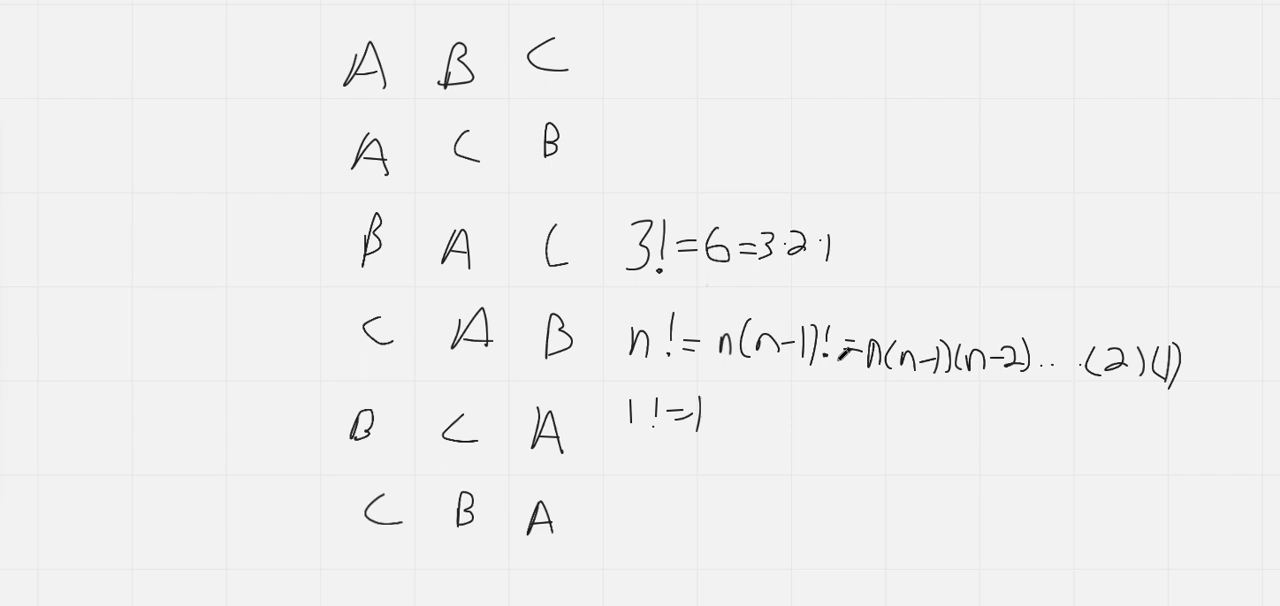 A B C
A C B
B A C 3!=6=3·2·1
C A B n!=n(n-1)!=n(n-1)(n-2)...(2)(1)
B C A 1!=1
C B A